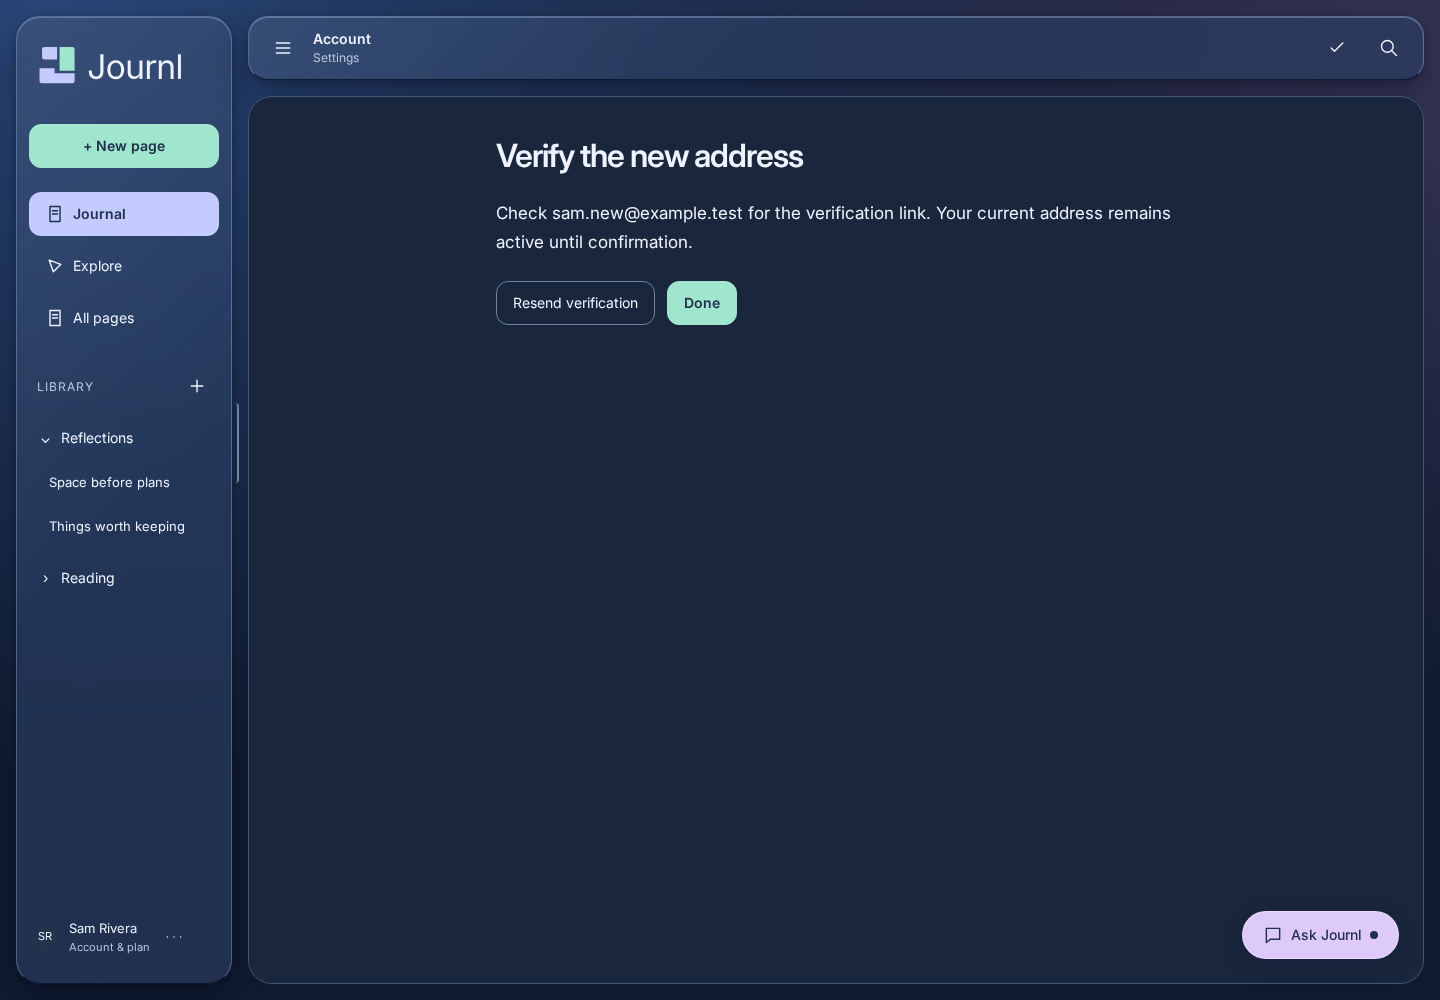 Journl
+ New page
Journal
Explore
All pages
LIBRARY
Reflections
Space before plans
Things worth keeping
Reading
SR
Sam Rivera
Account & plan
Account
Settings
Verify the new address
Check sam.new@example.test for the verification link. Your current address remains
active until confirmation.
Resend verification
Done
Ask Journl